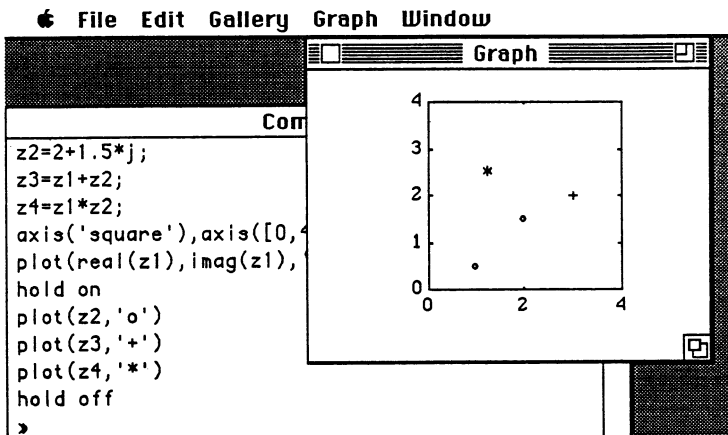 File Edit Gallery Graph Window
Graph
Com
z2=2+1.5*j;
z3=z1+z2;
z4=z1*z2;
axis('square'),axis([0,4
plot(real(z1),imag(z1),'
hold on
plot(z2,'o')
plot(z3,'+')
plot(z4,'*')
hold off
»
4
3
2
1
0
0 2 4